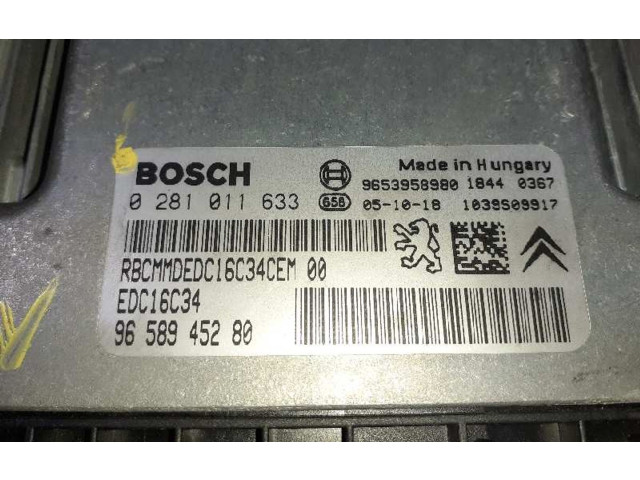 BOSCH
Made in Hungary
9653958980 1844 0367
0 281 011 633 G58 05-10-18 1039S09917
RBCMMDEDC16C34CEM 00
EDC16C34
96 589 452 80